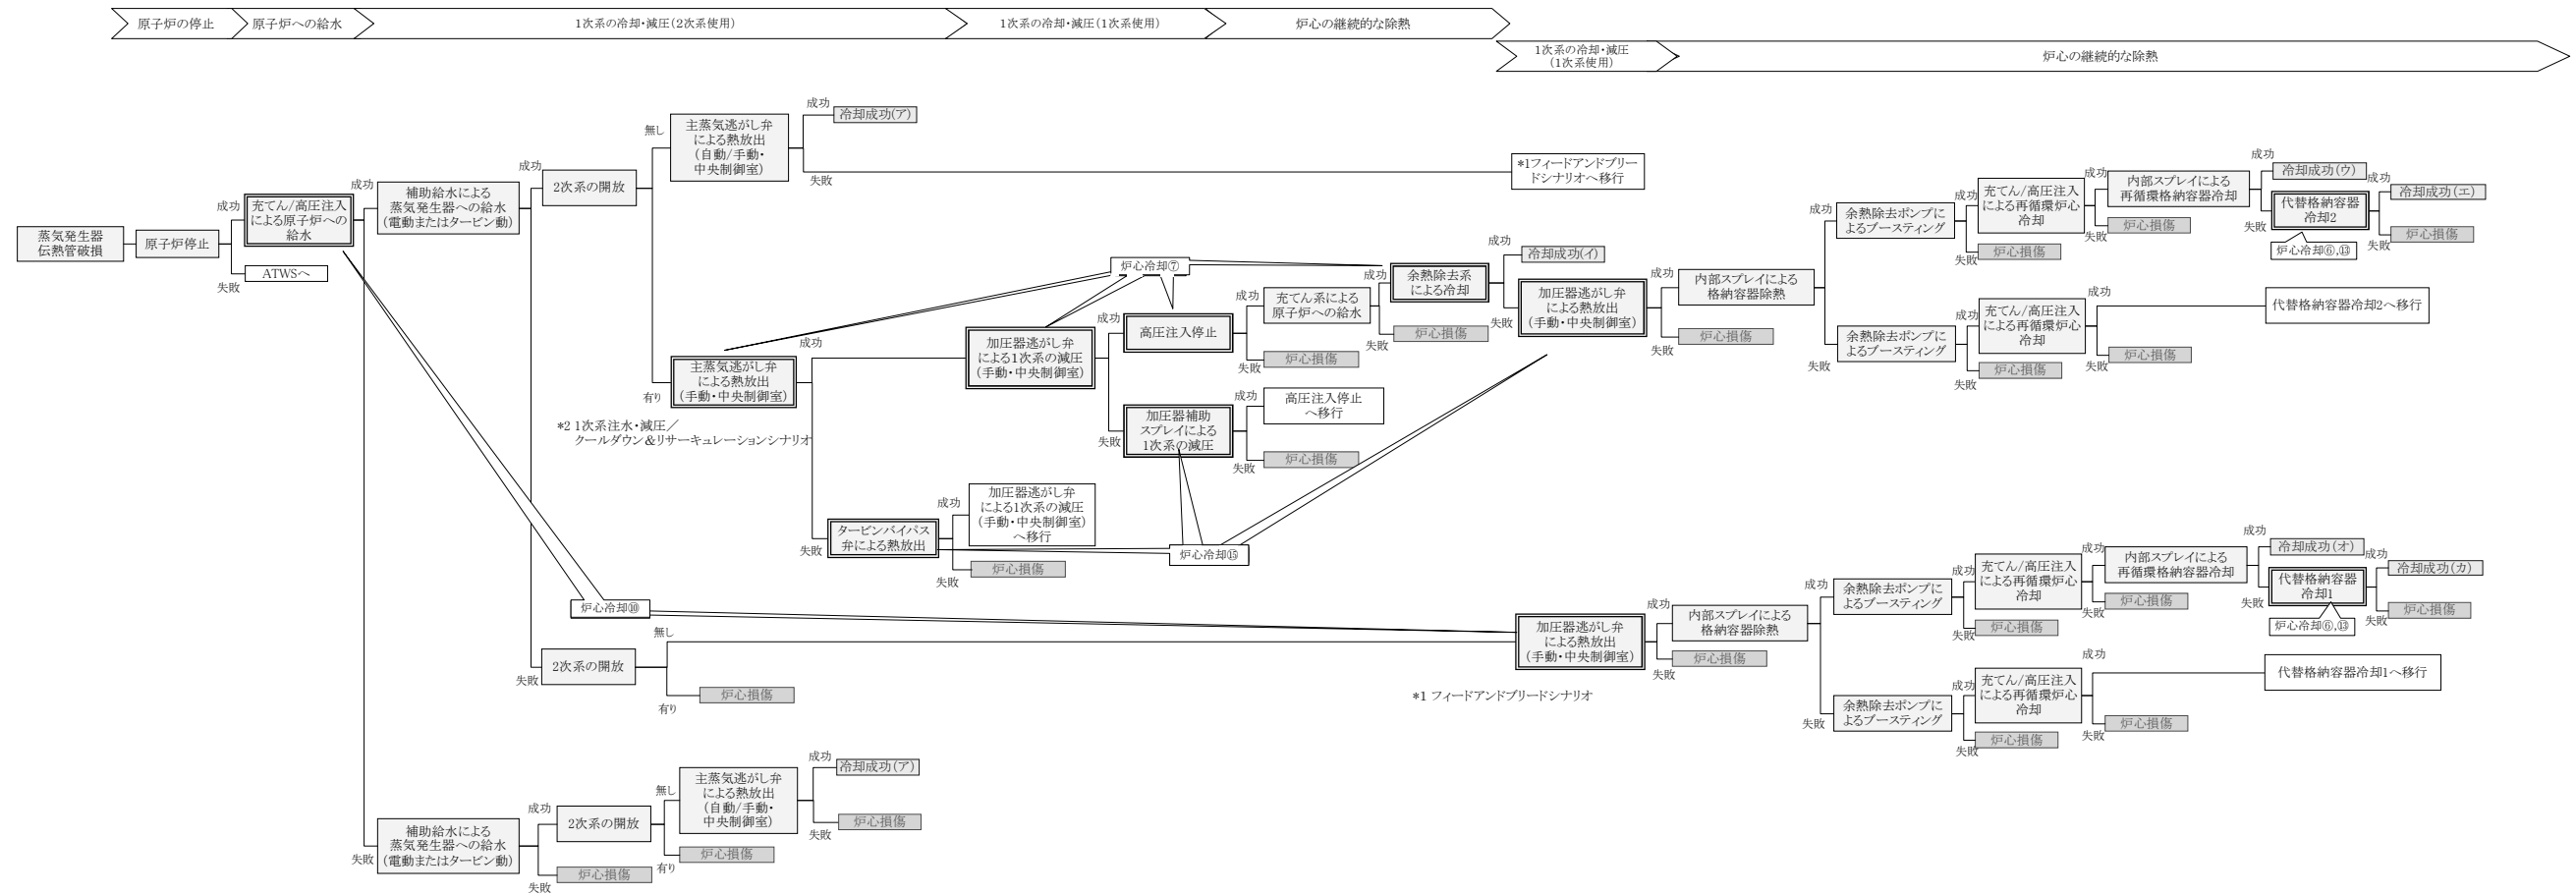 原子炉の停止
原子炉への給水
1次系の冷却・減圧(2次系使用)
1次系の冷却・減圧(1次系使用)
炉心の継続的な除熱
1次系の冷却・減圧
(1次系使用)
炉心の継続的な除熱
蒸気発生器
伝熱管破損
原子炉停止
成功
失敗
充てん/高圧注入
による原子炉への
給水
ATWSへ
成功
失敗
補助給水による
蒸気発生器への給水
(電動またはタービン動)
成功
失敗
2次系の開放
無し
有り
主蒸気逃がし弁
による熱放出
(自動/手動・
中央制御室)
成功
冷却成功(ア)
失敗
*1フィードアンドブリー
ドシナリオへ移行
主蒸気逃がし弁
による熱放出
(手動・中央制御室)
*2 1次系注水・減圧/
クールダウン&リサーキュレーションシナリオ
成功
失敗
加圧器逃がし弁
による1次系の減圧
(手動・中央制御室)
成功
失敗
炉心冷却⑦
高圧注入停止
成功
失敗
充てん系による
原子炉への給水
炉心損傷
成功
失敗
余熱除去系
による冷却
炉心損傷
成功
失敗
冷却成功(イ)
加圧器逃がし弁
による熱放出
(手動・中央制御室)
成功
失敗
内部スプレイによる
格納容器除熱
炉心損傷
成功
失敗
余熱除去ポンプに
よるブースティング
成功
失敗
充てん/高圧注入
による再循環炉心
冷却
炉心損傷
成功
失敗
内部スプレイによる
再循環格納容器冷却
炉心損傷
成功
失敗
冷却成功(ウ)
代替格納容器
冷却2
炉心冷却⑥,⑬
成功
失敗
冷却成功(エ)
炉心損傷
余熱除去ポンプに
よるブースティング
成功
失敗
充てん/高圧注入
による再循環炉心
冷却
炉心損傷
成功
失敗
代替格納容器冷却2へ移行
炉心損傷
加圧器補助
スプレイによる
1次系の減圧
成功
失敗
高圧注入停止
へ移行
炉心損傷
タービンバイパス
弁による熱放出
成功
失敗
加圧器逃がし弁
による1次系の減圧
(手動・中央制御室)
へ移行
炉心損傷
炉心冷却⑮
炉心冷却⑩
2次系の開放
無し
有り
炉心損傷
加圧器逃がし弁
による熱放出
(手動・中央制御室)
*1 フィードアンドブリードシナリオ
成功
失敗
内部スプレイによる
格納容器除熱
炉心損傷
成功
失敗
余熱除去ポンプに
よるブースティング
成功
失敗
充てん/高圧注入
による再循環炉心
冷却
炉心損傷
成功
失敗
内部スプレイによる
再循環格納容器冷却
炉心損傷
成功
失敗
冷却成功(オ)
代替格納容器
冷却1
炉心冷却⑥,⑬
成功
失敗
冷却成功(カ)
炉心損傷
余熱除去ポンプに
よるブースティング
成功
失敗
充てん/高圧注入
による再循環炉心
冷却
炉心損傷
成功
失敗
代替格納容器冷却1へ移行
炉心損傷
補助給水による
蒸気発生器への給水
(電動またはタービン動)
成功
失敗
2次系の開放
炉心損傷
無し
有り
主蒸気逃がし弁
による熱放出
(自動/手動・
中央制御室)
炉心損傷
成功
失敗
冷却成功(ア)
炉心損傷